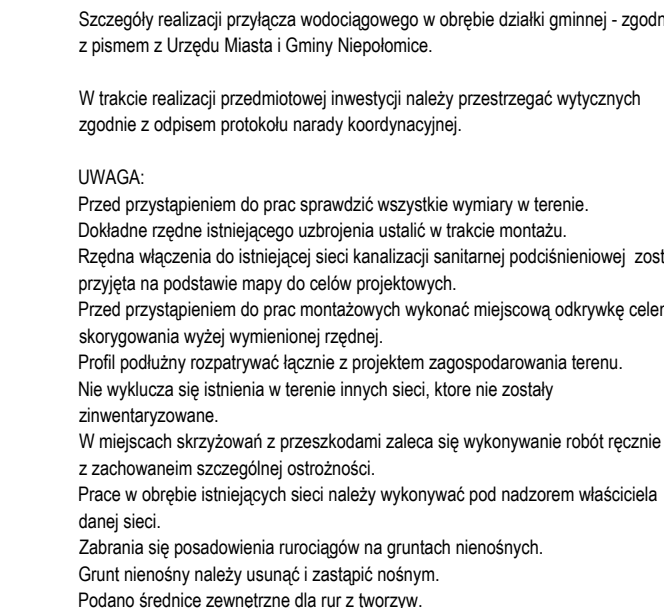 Szczegóły realizacji przyłącza wodociągowego w obrębie działki gminnej - zgodn
z pismem z Urzędu Miasta i Gminy Niepołomice.
W trakcie realizacji przedmiotowej inwestycji należy przestrzegać wytycznych
zgodnie z odpisem protokołu narady koordynacyjnej.
UWAGA:
Przed przystąpieniem do prac sprawdzić wszystkie wymiary w terenie.
Dokładne rzędne istniejącego uzbrojenia ustalić w trakcie montażu.
Rzędna włączenia do istniejącej sieci kanalizacji sanitarnej podciśnieniowej zost
przyjęta na podstawie mapy do celów projektowych.
Przed przystąpieniem do prac montażowych wykonać miejscową odkrywkę celer
skorygowania wyżej wymienionej rzędnej.
Profil podłużny rozpatrywać łącznie z projektem zagospodarowania terenu.
Nie wyklucza się istnienia w terenie innych sieci, ktore nie zostały
zinwentaryzowane.
W miejscach skrzyżowań z przeszkodami zaleca się wykonywanie robót ręcznie
z zachowaneim szczególnej ostrożności.
Prace w obrębie istniejących sieci należy wykonywać pod nadzorem właściciela
danej sieci.
Zabrania się posadowienia rurociągów na gruntach nienośnych.
Grunt nienośny należy usunąć i zastąpić nośnym.
Podano średnice zewnętrzne dla rur z tworzyw.